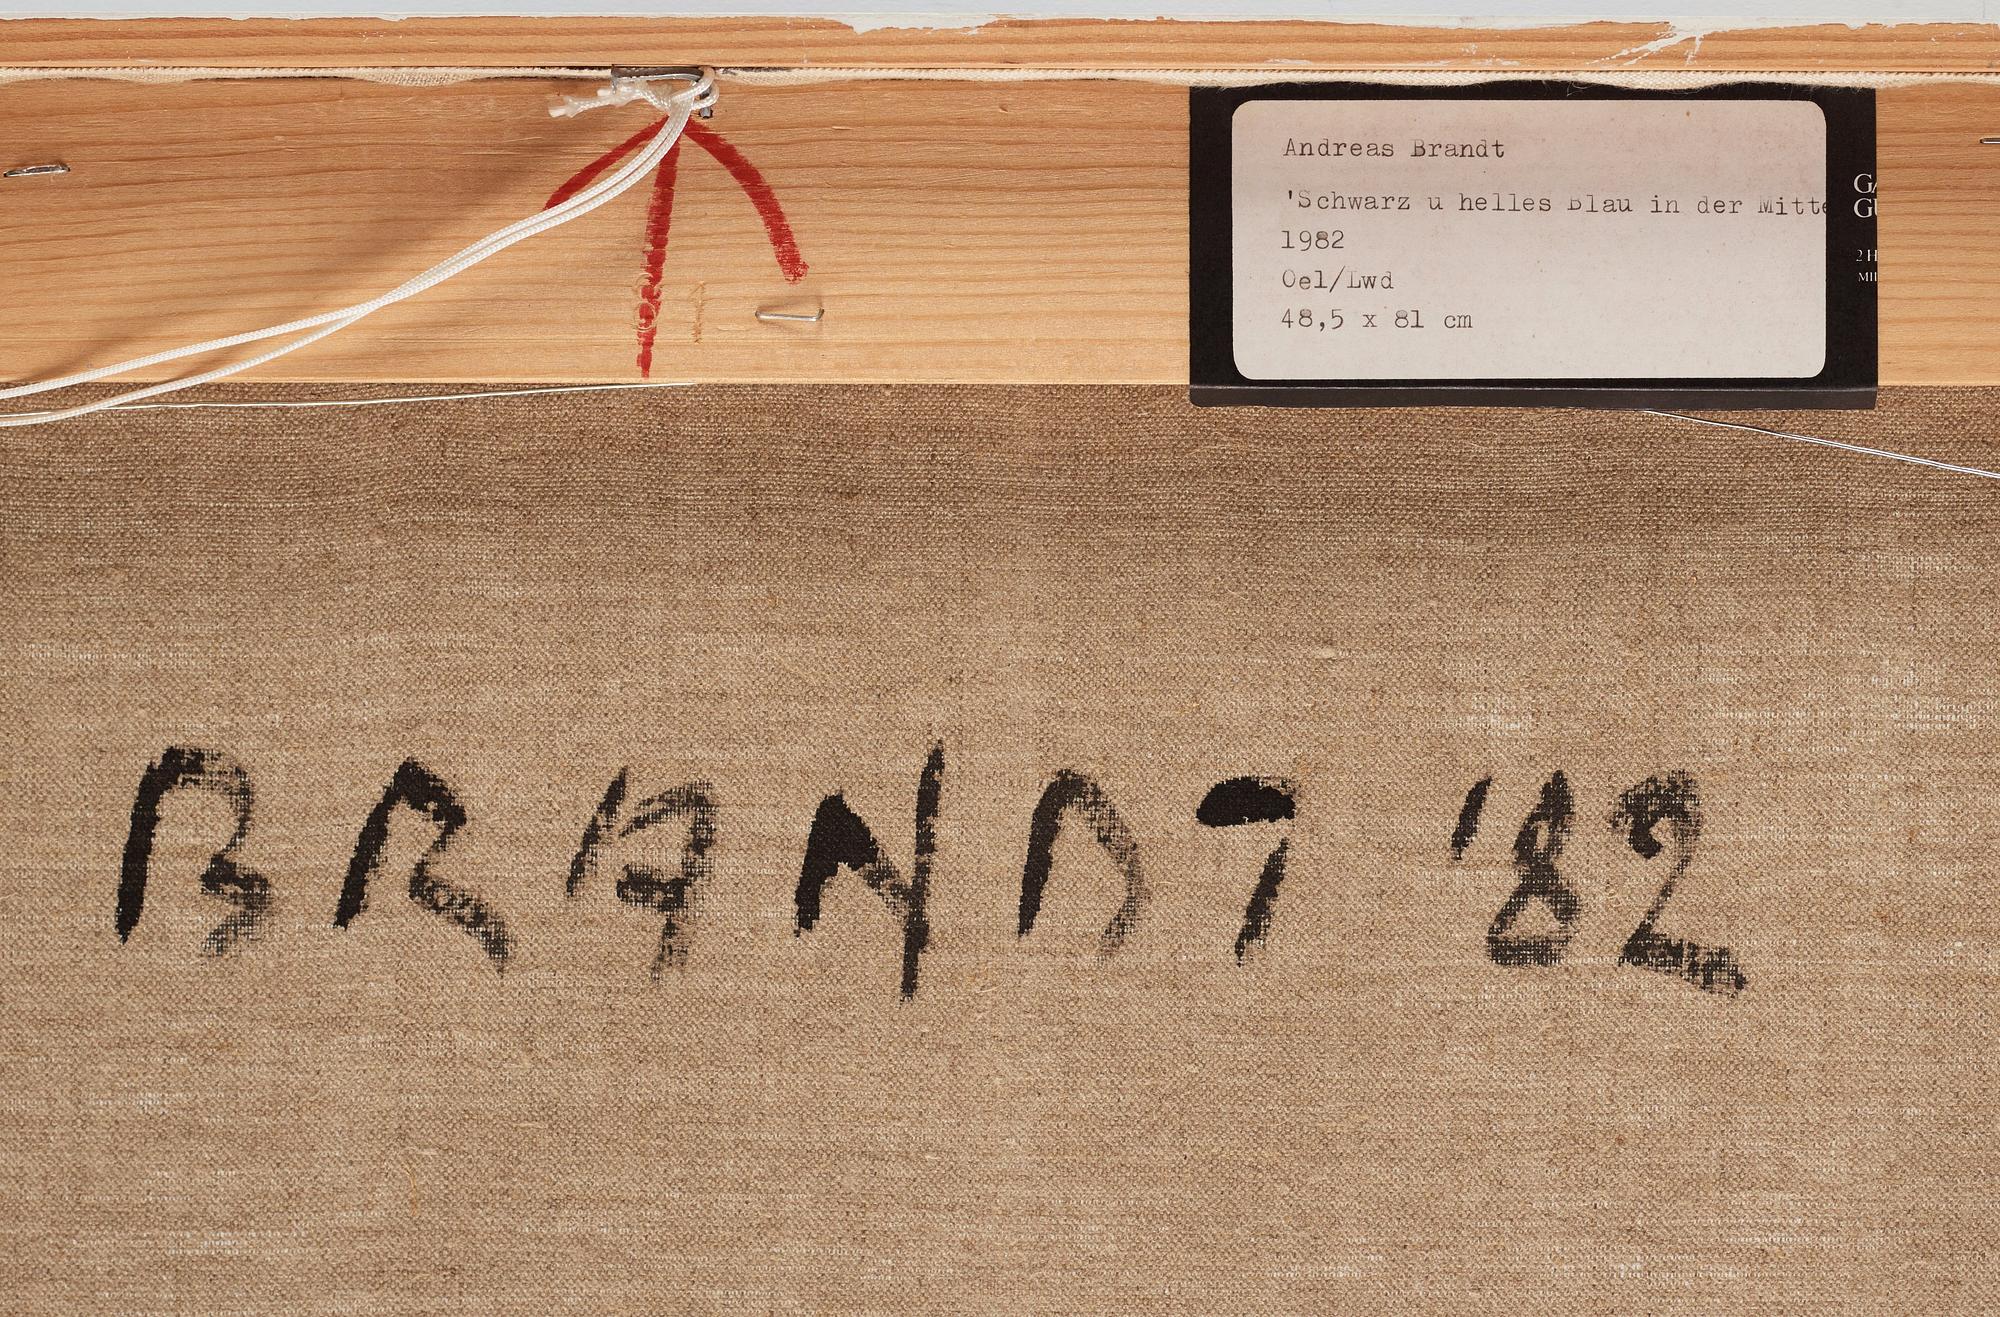 Andreas Brandt
'Schwarz u helles Blau in der Mitte
1982
Oel/Lwd
48,5 x 81 cm
BRANDT '82